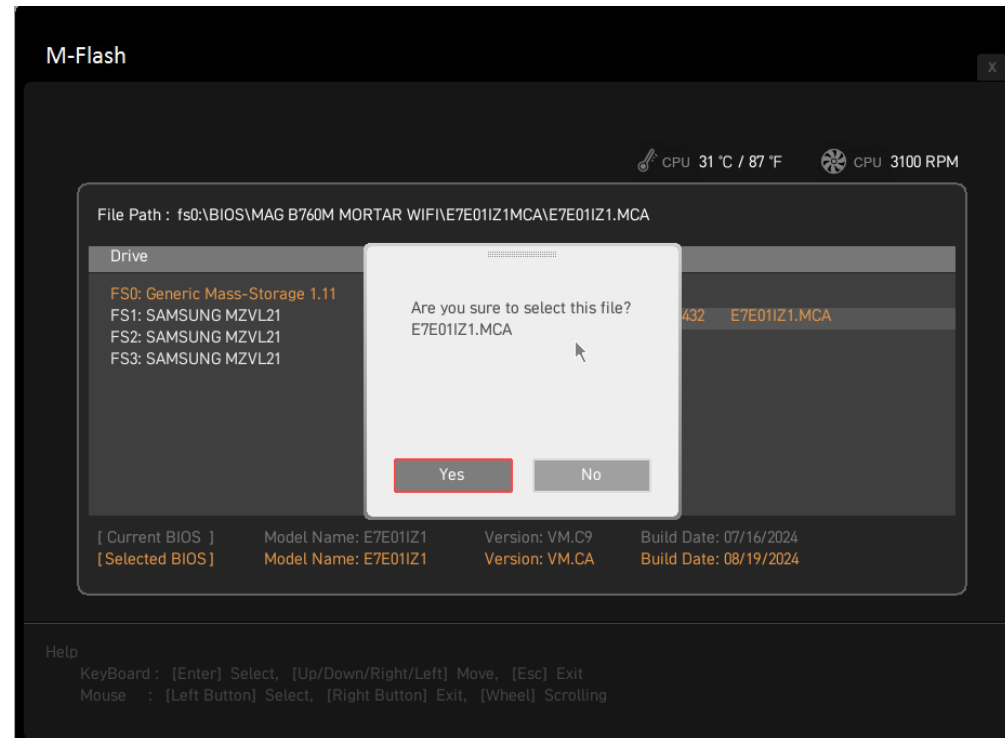 M-Flash
X
CPU 31 °C / 87 °F CPU 3100 RPM
File Path : fs0:\BIOS\MAG B760M MORTAR WIFI\E7E01IZ1MCA\E7E01IZ1.MCA
Drive
FS0: Generic Mass-Storage 1.11
FS1: SAMSUNG MZVL21
FS2: SAMSUNG MZVL21
FS3: SAMSUNG MZVL21
432 E7E01IZ1.MCA
Are you sure to select this file?
E7E01IZ1.MCA
Yes No
[ Current BIOS ] Model Name: E7E01IZ1 Version: VM.C9 Build Date: 07/16/2024
[ Selected BIOS ] Model Name: E7E01IZ1 Version: VM.CA Build Date: 08/19/2024
Help
KeyBoard : [Enter] Select, [Up/Down/Right/Left] Move, [Esc] Exit
Mouse : [Left Button] Select, [Right Button] Exit, [Wheel] Scrolling